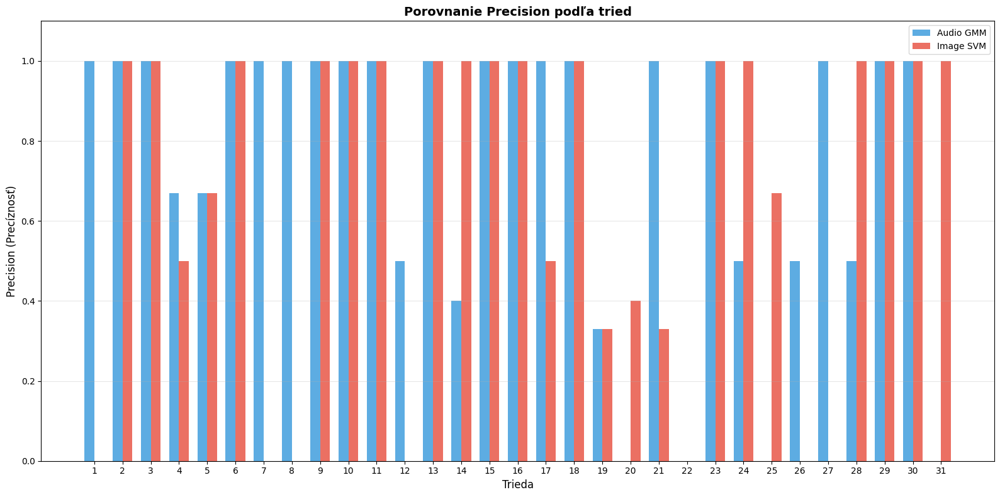 Porovnanie Precision podľa tried
Audio GMM
Image SVM
Precision (Precíznosť)
1.0
0.8
0.6
0.4
0.2
0.0
1 2 3 4 5 6 7 8 9 10 11 12 13 14 15 16 17 18 19 20 21 22 23 24 25 26 27 28 29 30 31
Trieda